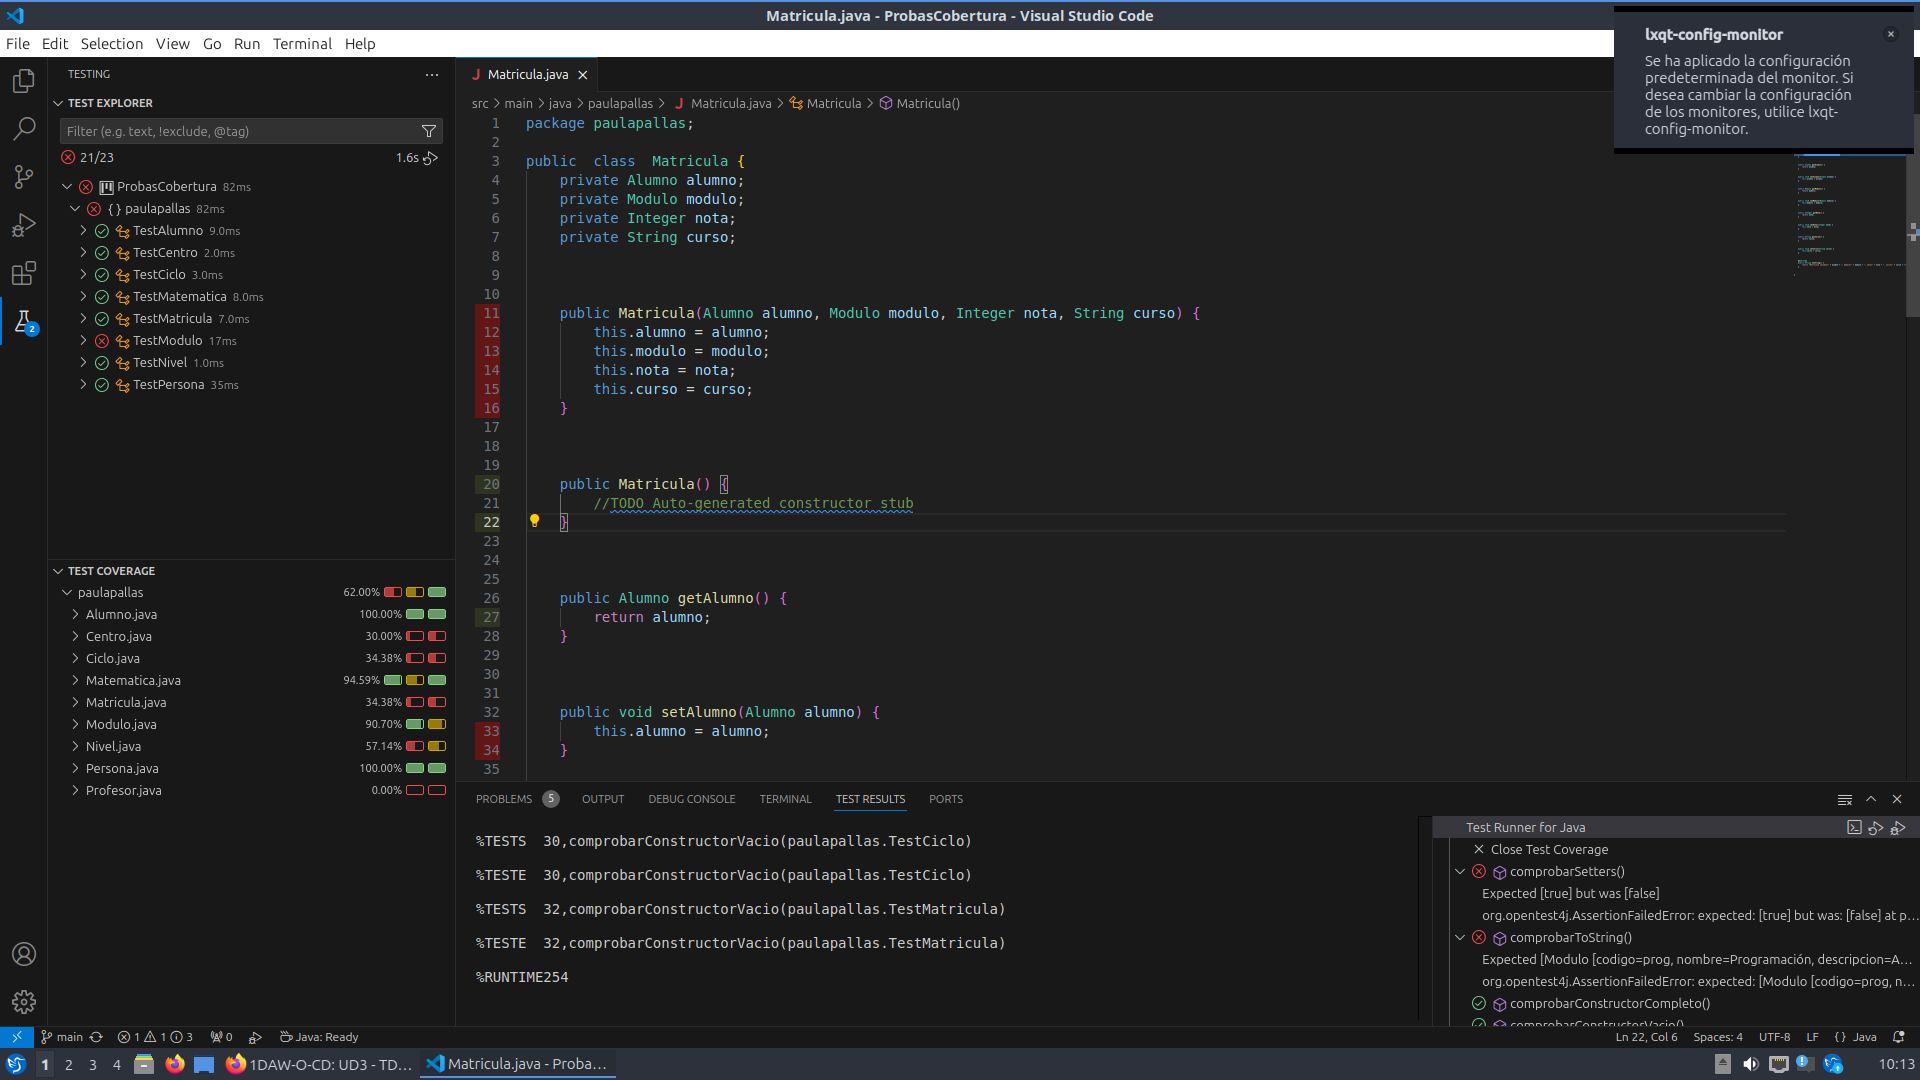 Matricula.java - ProbasCobertura - Visual Studio Code
File Edit Selection View Go Run Terminal Help
lxqt-config-monitor
Se ha aplicado la configuración
predeterminada del monitor. Si
desea cambiar la configuración
de los monitores, utilice lxqt-
config-monitor.
TESTING
TEST EXPLORER
Filter (e.g. text, !exclude, @tag)
21/23 1.6s
ProbasCobertura 82ms
{ } paulapallas 82ms
TestAlumno 9.0ms
TestCentro 2.0ms
TestCiclo 3.0ms
TestMatematica 8.0ms
TestMatricula 7.0ms
TestModulo 17ms
TestNivel 1.0ms
TestPersona 35ms
2
TEST COVERAGE
paulapallas 62.00%
Alumno.java 100.00%
Centro.java 30.00%
Ciclo.java 34.38%
Matematica.java 94.59%
Matricula.java 34.38%
Modulo.java 90.70%
Nivel.java 57.14%
Persona.java 100.00%
Profesor.java 0.00%
J Matricula.java
src > main > java > paulapallas > J Matricula.java > Matricula > Matricula()
1 package paulapallas;
2
3 public class Matricula {
4 private Alumno alumno;
5 private Modulo modulo;
6 private Integer nota;
7 private String curso;
8
9
10
11 public Matricula(Alumno alumno, Modulo modulo, Integer nota, String curso) {
12 this.alumno = alumno;
13 this.modulo = modulo;
14 this.nota = nota;
15 this.curso = curso;
16 }
17
18
19
20 public Matricula() {
21 //TODO Auto-generated constructor stub
22 }
23
24
25
26 public Alumno getAlumno() {
27 return alumno;
28 }
29
30
31
32 public void setAlumno(Alumno alumno) {
33 this.alumno = alumno;
34 }
35
PROBLEMS 5 OUTPUT DEBUG CONSOLE TERMINAL TEST RESULTS PORTS
%TESTS 30,comprobarConstructorVacio(paulapallas.TestCiclo)
%TESTE 30,comprobarConstructorVacio(paulapallas.TestCiclo)
%TESTS 32,comprobarConstructorVacio(paulapallas.TestMatricula)
%TESTE 32,comprobarConstructorVacio(paulapallas.TestMatricula)
%RUNTIME254
Test Runner for Java
Close Test Coverage
comprobarSetters()
Expected [true] but was [false]
org.opentest4j.AssertionFailedError: expected: [true] but was: [false] at p...
comprobarToString()
Expected [Modulo [codigo=prog, nombre=Programación, descripcion=A...
org.opentest4j.AssertionFailedError: expected: [Modulo [codigo=prog, n...
comprobarConstructorCompleto()
comprobarConstructorVacio()
main 1 1 3 0 Java: Ready Ln 22, Col 6 Spaces: 4 UTF-8 LF { } Java
1 2 3 4 1DAW-O-CD: UD3 - TD... Matricula.java - Proba... 10:13